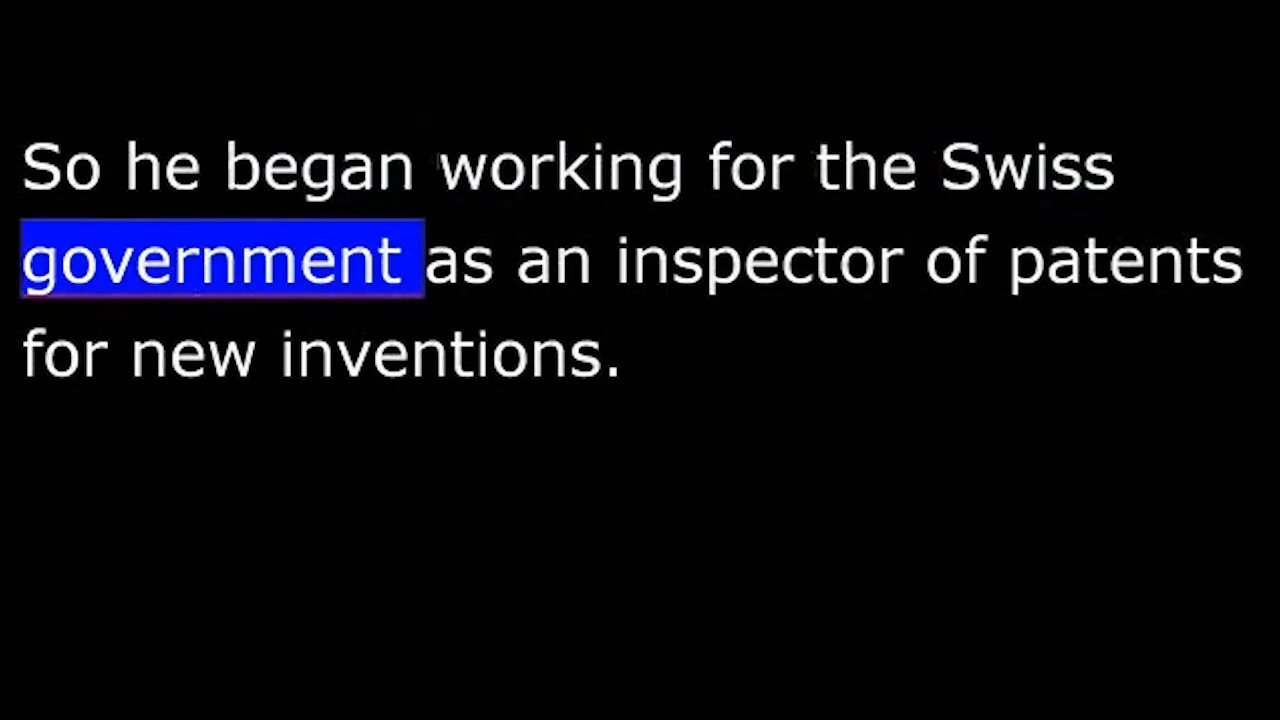 So he began working for the Swiss
government as an inspector of patents
for new inventions.